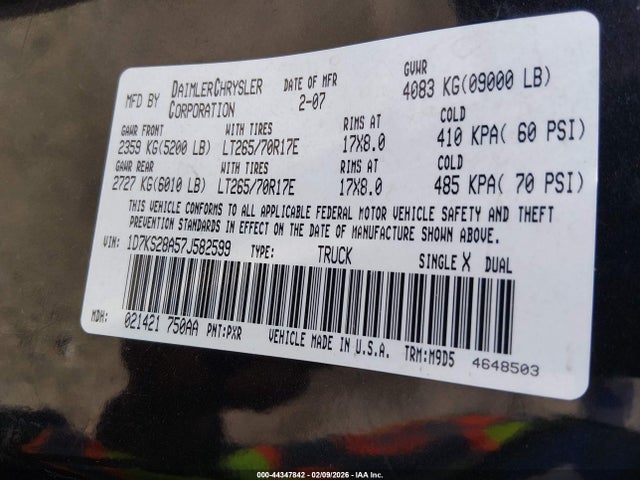 MFD BY DAIMLERCHRYSLER CORPORATION DATE OF MFR 2-07 GVWR 4083 KG(09000 LB)
GAWR FRONT WITH TIRES RIMS AT COLD
2359 KG(5200 LB) LT265/70R17E 17X8.0 410 KPA( 60 PSI)
GAWR REAR WITH TIRES RIMS AT COLD
2727 KG(6010 LB) LT265/70R17E 17X8.0 485 KPA( 70 PSI)
THIS VEHICLE CONFORMS TO ALL APPLICABLE FEDERAL MOTOR VEHICLE SAFETY AND THEFT
PREVENTION STANDARDS IN EFFECT ON THE DATE OF MANUFACTURE SHOWN ABOVE.
VIN: 1D7KS28A57J582599 TYPE: TRUCK SINGLE X DUAL
MDH: 021421 750AA PNT:PXR VEHICLE MADE IN U.S.A. TRM:M9D5 4648503
000-44347842 - 02/09/2026 - IAA Inc.